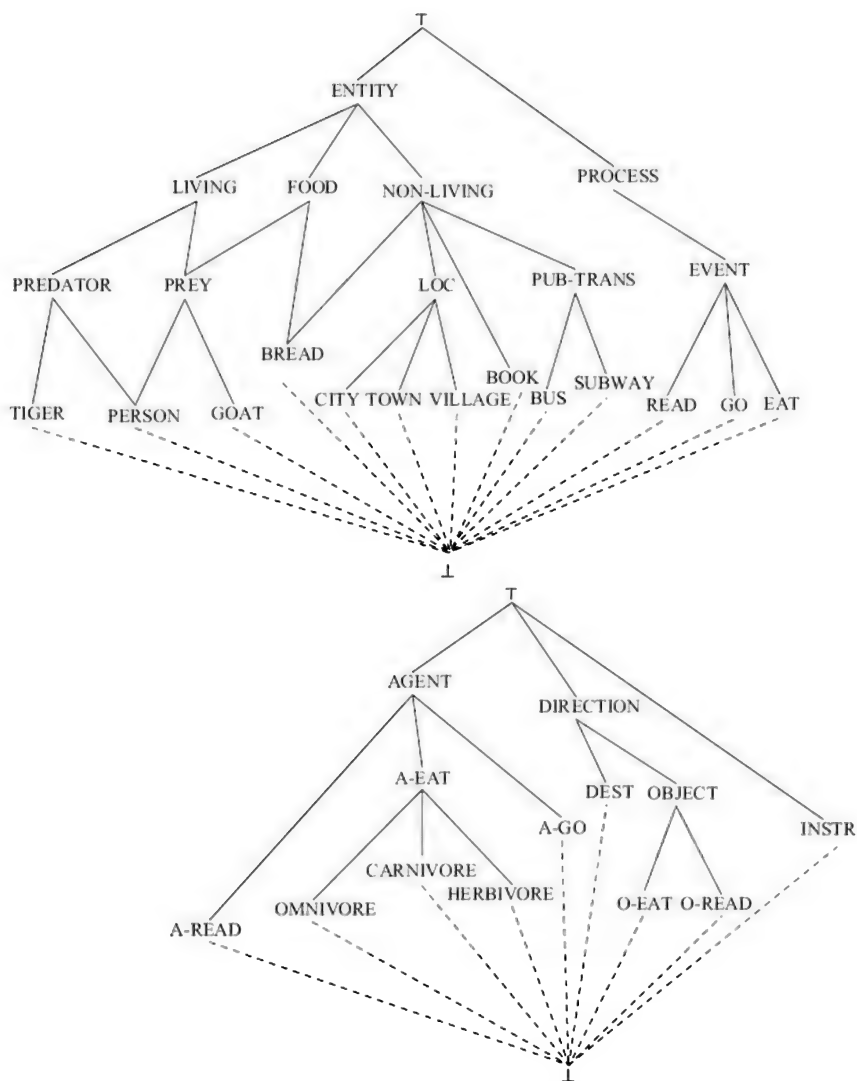 T
ENTITY
PROCESS
LIVING FOOD NON-LIVING
EVENT
PREDATOR PREY LOC PUB-TRANS
BREAD
BOOK SUBWAY
CITY TOWN VILLAGE BUS READ GO EAT
TIGER PERSON GOAT
⊥
T
AGENT
DIRECTION
A-EAT DEST OBJECT
A-GO INSTR
CARNIVORE
HERBIVORE
OMNIVORE O-EAT O-READ
A-READ
⊥